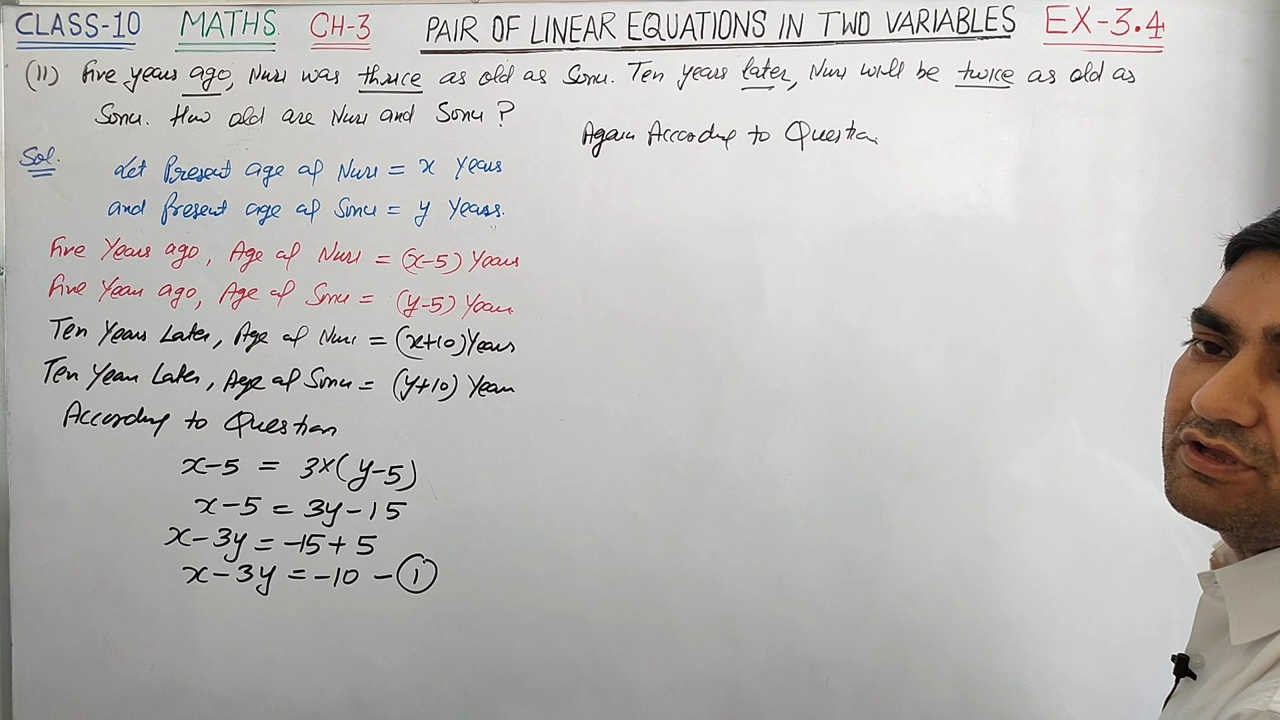 CLASS-10 MATHS CH-3 PAIR OF LINEAR EQUATIONS IN TWO VARIABLES EX-3.4
(11) Five years ago, Nuri was thrice as old as Sonu. Ten years later, Nuri will be twice as old as
Sonu. How old are Nuri and Sonu?
Sol. Let Present age of Nuri = x Years
and Present age of Sonu = y Years.
Five Years ago, Age of Nuri = (x-5) Years
Five Year ago, Age of Sonu = (y-5) Years
Ten Years Later, Age of Nuri = (x+10) Years
Ten Year Later, Age of Sonu = (y+10) Years
According to Question
x-5 = 3×(y-5)
x-5 = 3y-15
x-3y = -15+5
x-3y = -10 - ①
Again According to Question